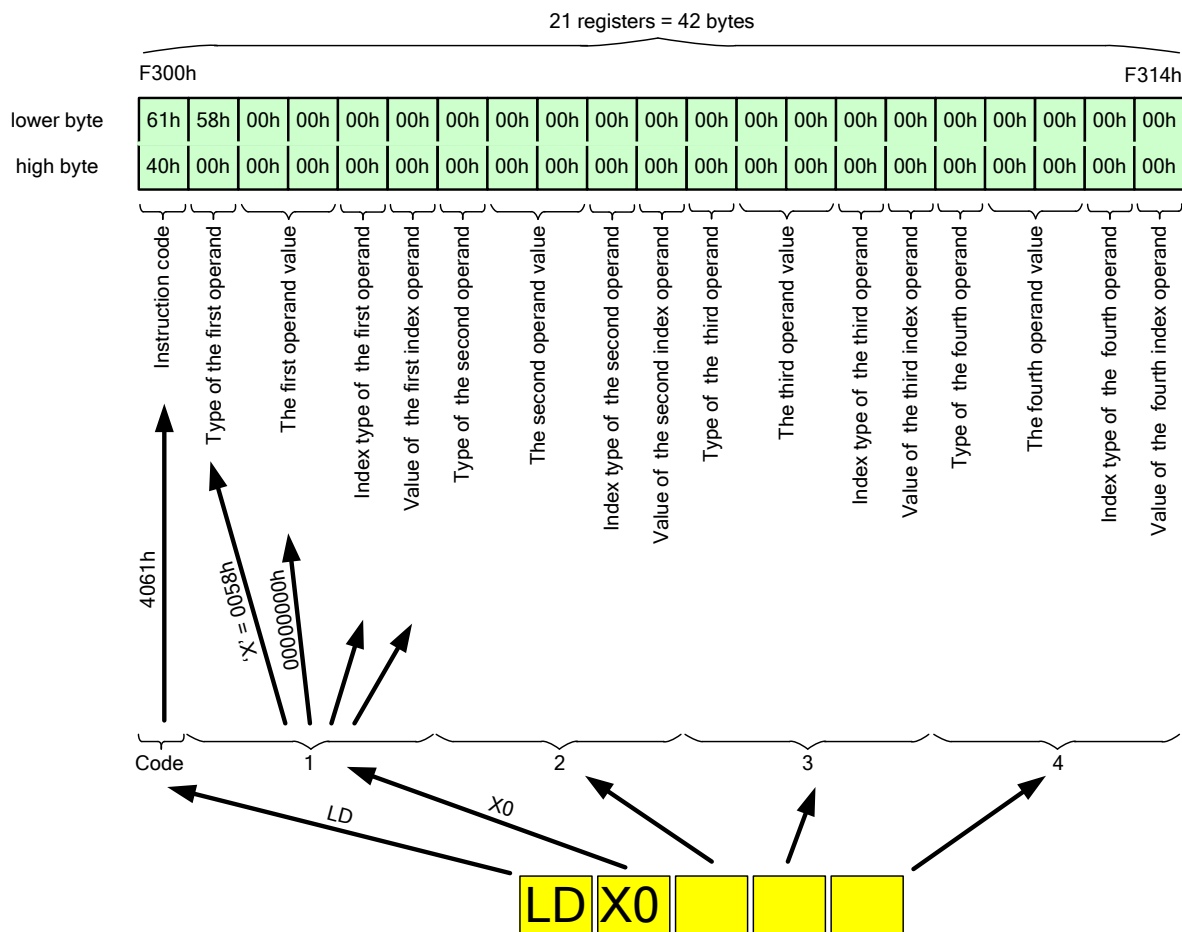 21 registers = 42 bytes
F300h F314h
lower byte 61h 58h 00h 00h 00h 00h 00h 00h 00h 00h 00h 00h 00h 00h 00h 00h 00h 00h 00h 00h 00h
high byte 40h 00h 00h 00h 00h 00h 00h 00h 00h 00h 00h 00h 00h 00h 00h 00h 00h 00h 00h 00h 00h
Instruction code
Type of the first operand
The first operand value
Index type of the first operand
Value of the first index operand
Type of the second operand
The second operand value
Index type of the second operand
Value of the second index operand
Type of the third operand
The third operand value
Index type of the third operand
Value of the third index operand
Type of the fourth operand
The fourth operand value
Index type of the fourth operand
Value of the fourth index operand
4061h
‘X’ = 0058h
00000000h
Code 1 2 3 4
LD
X0
LD X0